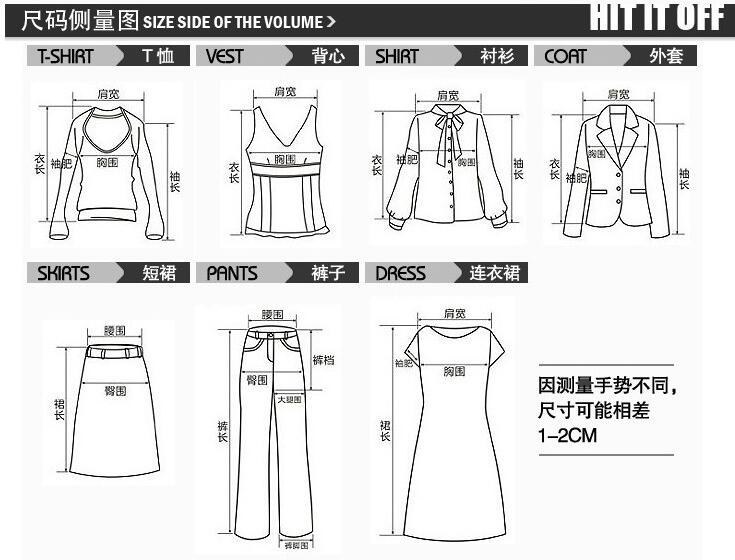 尺码侧量图 SIZE SIDE OF THE VOLUME >
HIT IT OFF
T-SHIRT T恤
VEST 背心
SHIRT 衬衫
COAT 外套
肩宽
衣长
袖肥
胸围
袖长
肩宽
衣长
胸围
肩宽
衣长
袖肥
胸围
袖长
肩宽
衣长
袖肥
胸围
袖长
SKIRTS 短裙
PANTS 裤子
DRESS 连衣裙
腰围
裙长
臀围
腰围
裤档
臀围
大腿围
裤长
裤脚围
肩宽
袖肥
胸围
裙长
因测量手势不同，
尺寸可能相差
1-2CM